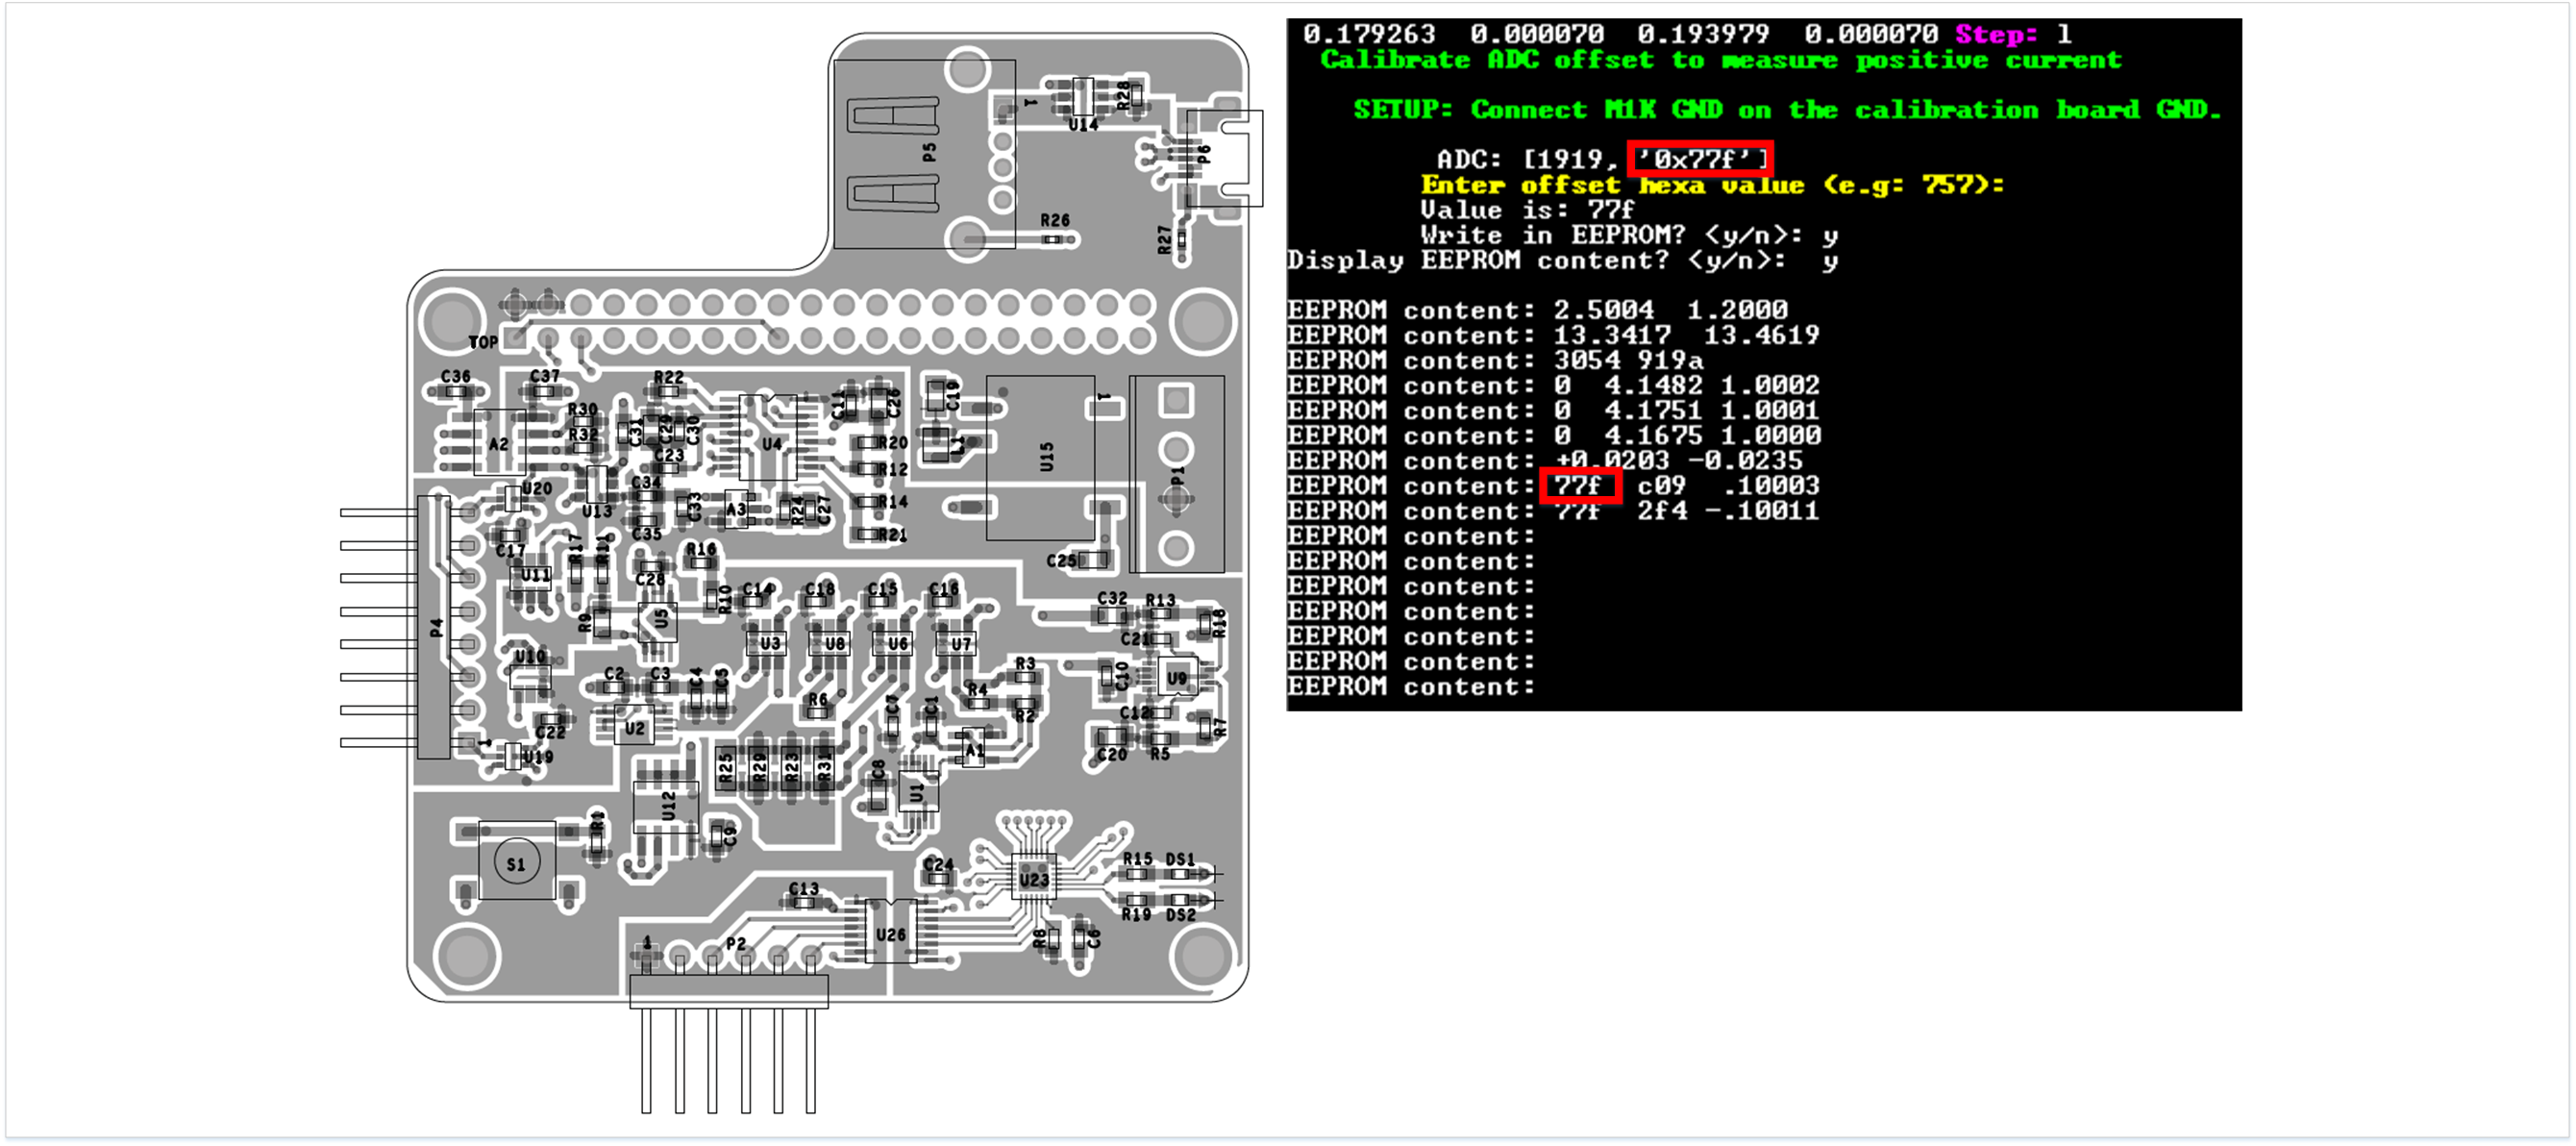 P5
1
U14
R28
P6
R26
R27
TOP
C36
C37
R22
C11
C26
C19
1
R30
R32
A2
C31
C29
C30
U4
R20
L1
U15
P1
C23
R12
U20
C34
U13
C33
A3
R24
C27
R14
C35
R21
C17
R17
R11
R16
C25
U11
C28
R10
C14
C18
C15
C16
C32
R13
R18
P4
R9
U5
U3
U8
U6
U7
C21
U10
C2
C3
C4
C5
R3
C10
U9
R4
R6
R2
C12
C7
C1
R7
C22
U2
1
U19
A1
C20
R5
R25
R29
R23
R31
C8
U1
U12
R1
C9
S1
C24
U23
R15
DS1
C13
R19
DS2
U26
R8
C6
1
P2
0.179263 0.000070 0.193979 0.000070 Step: 1
Calibrate ADC offset to measure positive current
SETUP: Connect M1K GND on the calibration board GND.
ADC: [1919, '0x77f']
Enter offset hexa value (e.g: 757):
Value is: 77f
Write in EEPROM? <y/n>: y
Display EEPROM content? <y/n>: y
EEPROM content: 2.5004 1.2000
EEPROM content: 13.3417 13.4619
EEPROM content: 3054 919a
EEPROM content: 0 4.1482 1.0002
EEPROM content: 0 4.1751 1.0001
EEPROM content: 0 4.1675 1.0000
EEPROM content: +0.0203 -0.0235
EEPROM content: 77f c09 .10003
EEPROM content: 77f 2f4 -.10011
EEPROM content:
EEPROM content:
EEPROM content:
EEPROM content:
EEPROM content:
EEPROM content:
EEPROM content: